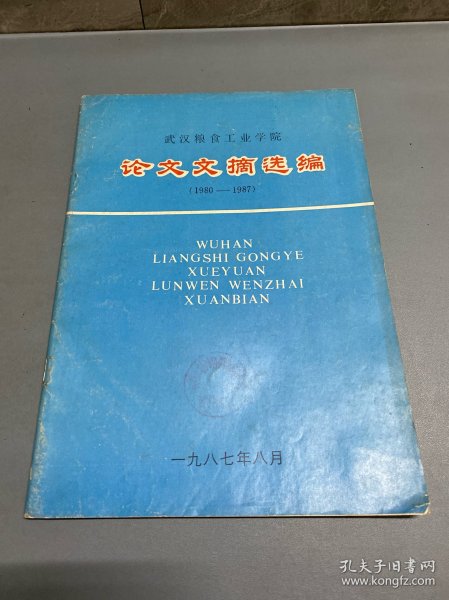 武汉粮食工业学院
论文文摘选编
(1980—1987)
WUHAN
LIANGSHI GONGYE
XUEYUAN
LUNWEN WENZHAI
XUANBIAN
一九八七年八月
孔夫子旧书网
www.kongfz.com